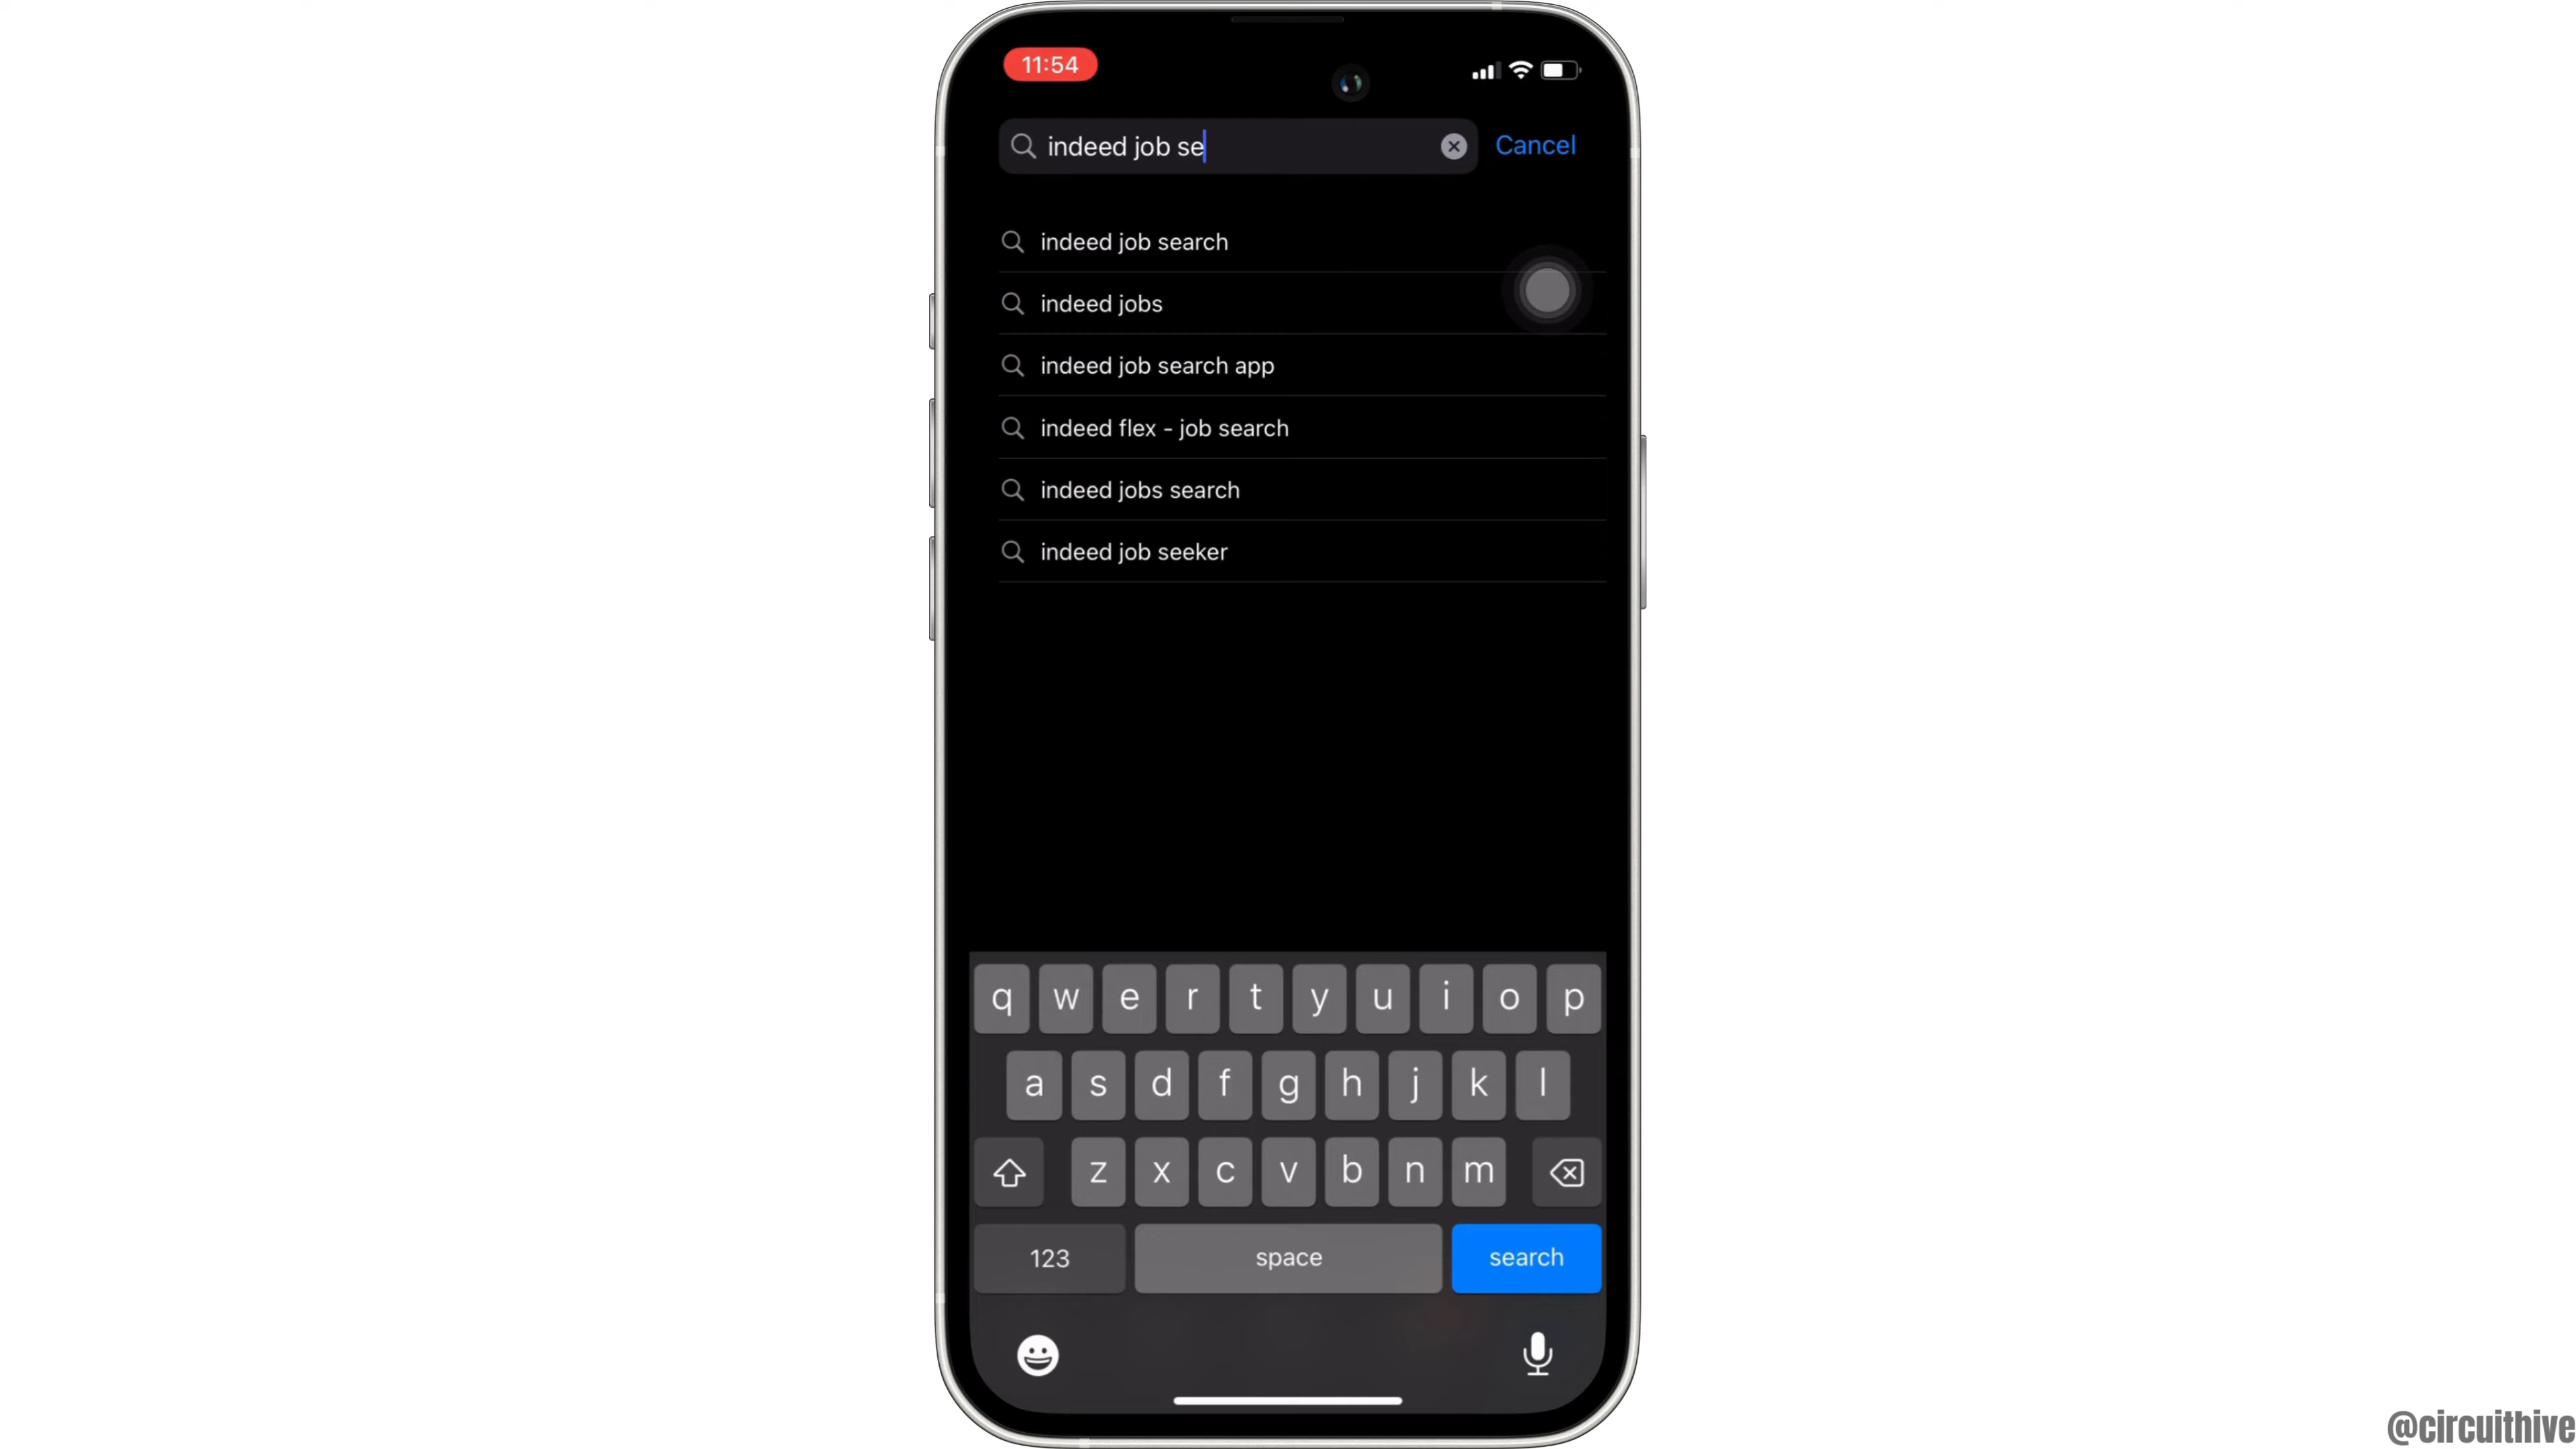 11:54
indeed job se
Cancel
indeed job search
indeed jobs
indeed job search app
indeed flex - job search
indeed jobs search
indeed job seeker
q w e r t y u i o p
a s d f g h j k l
z x c v b n m
123 space search
@circuithive